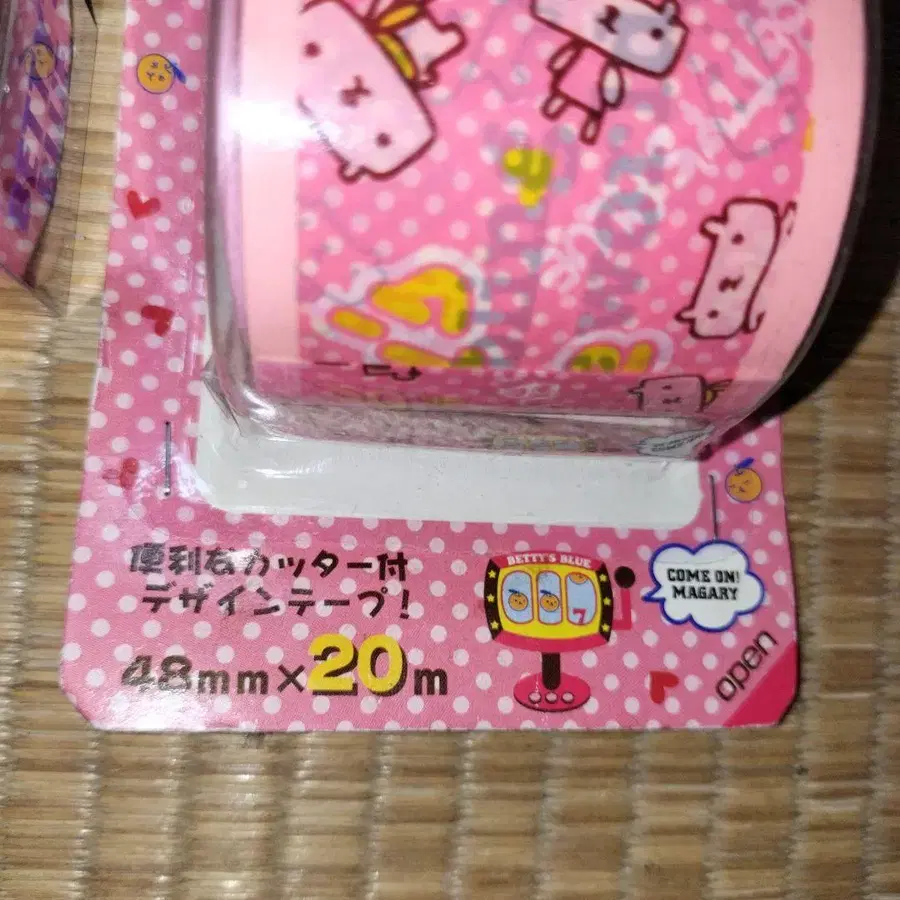 便利なカッター付
デザインテープ!
48mm×20m
BETTY'S BLUE
7
COME ON!
MAGARY
open